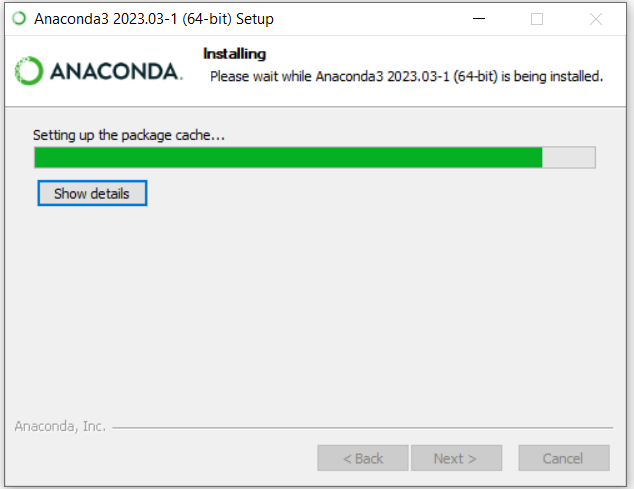 Anaconda3 2023.03-1 (64-bit) Setup
ANACONDA.
Installing
Please wait while Anaconda3 2023.03-1 (64-bit) is being installed.
Setting up the package cache...
Show details
Anaconda, Inc.
< Back
Next >
Cancel